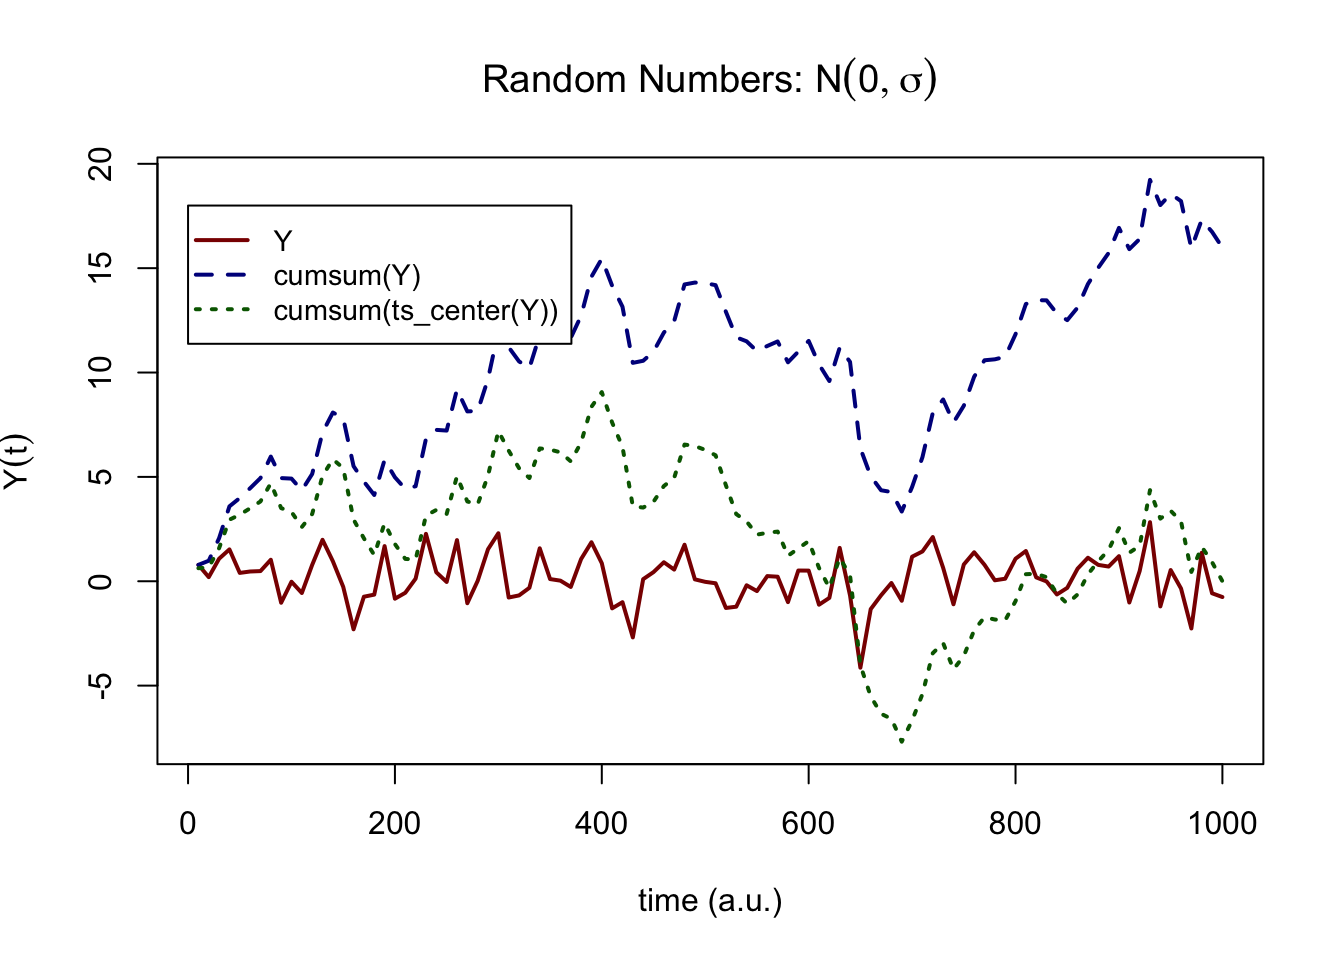 Random Numbers: N(0, σ)
Y
cumsum(Y)
cumsum(ts_center(Y))
Y(t)
20
15
10
5
0
-5
0 200 400 600 800 1000
time (a.u.)